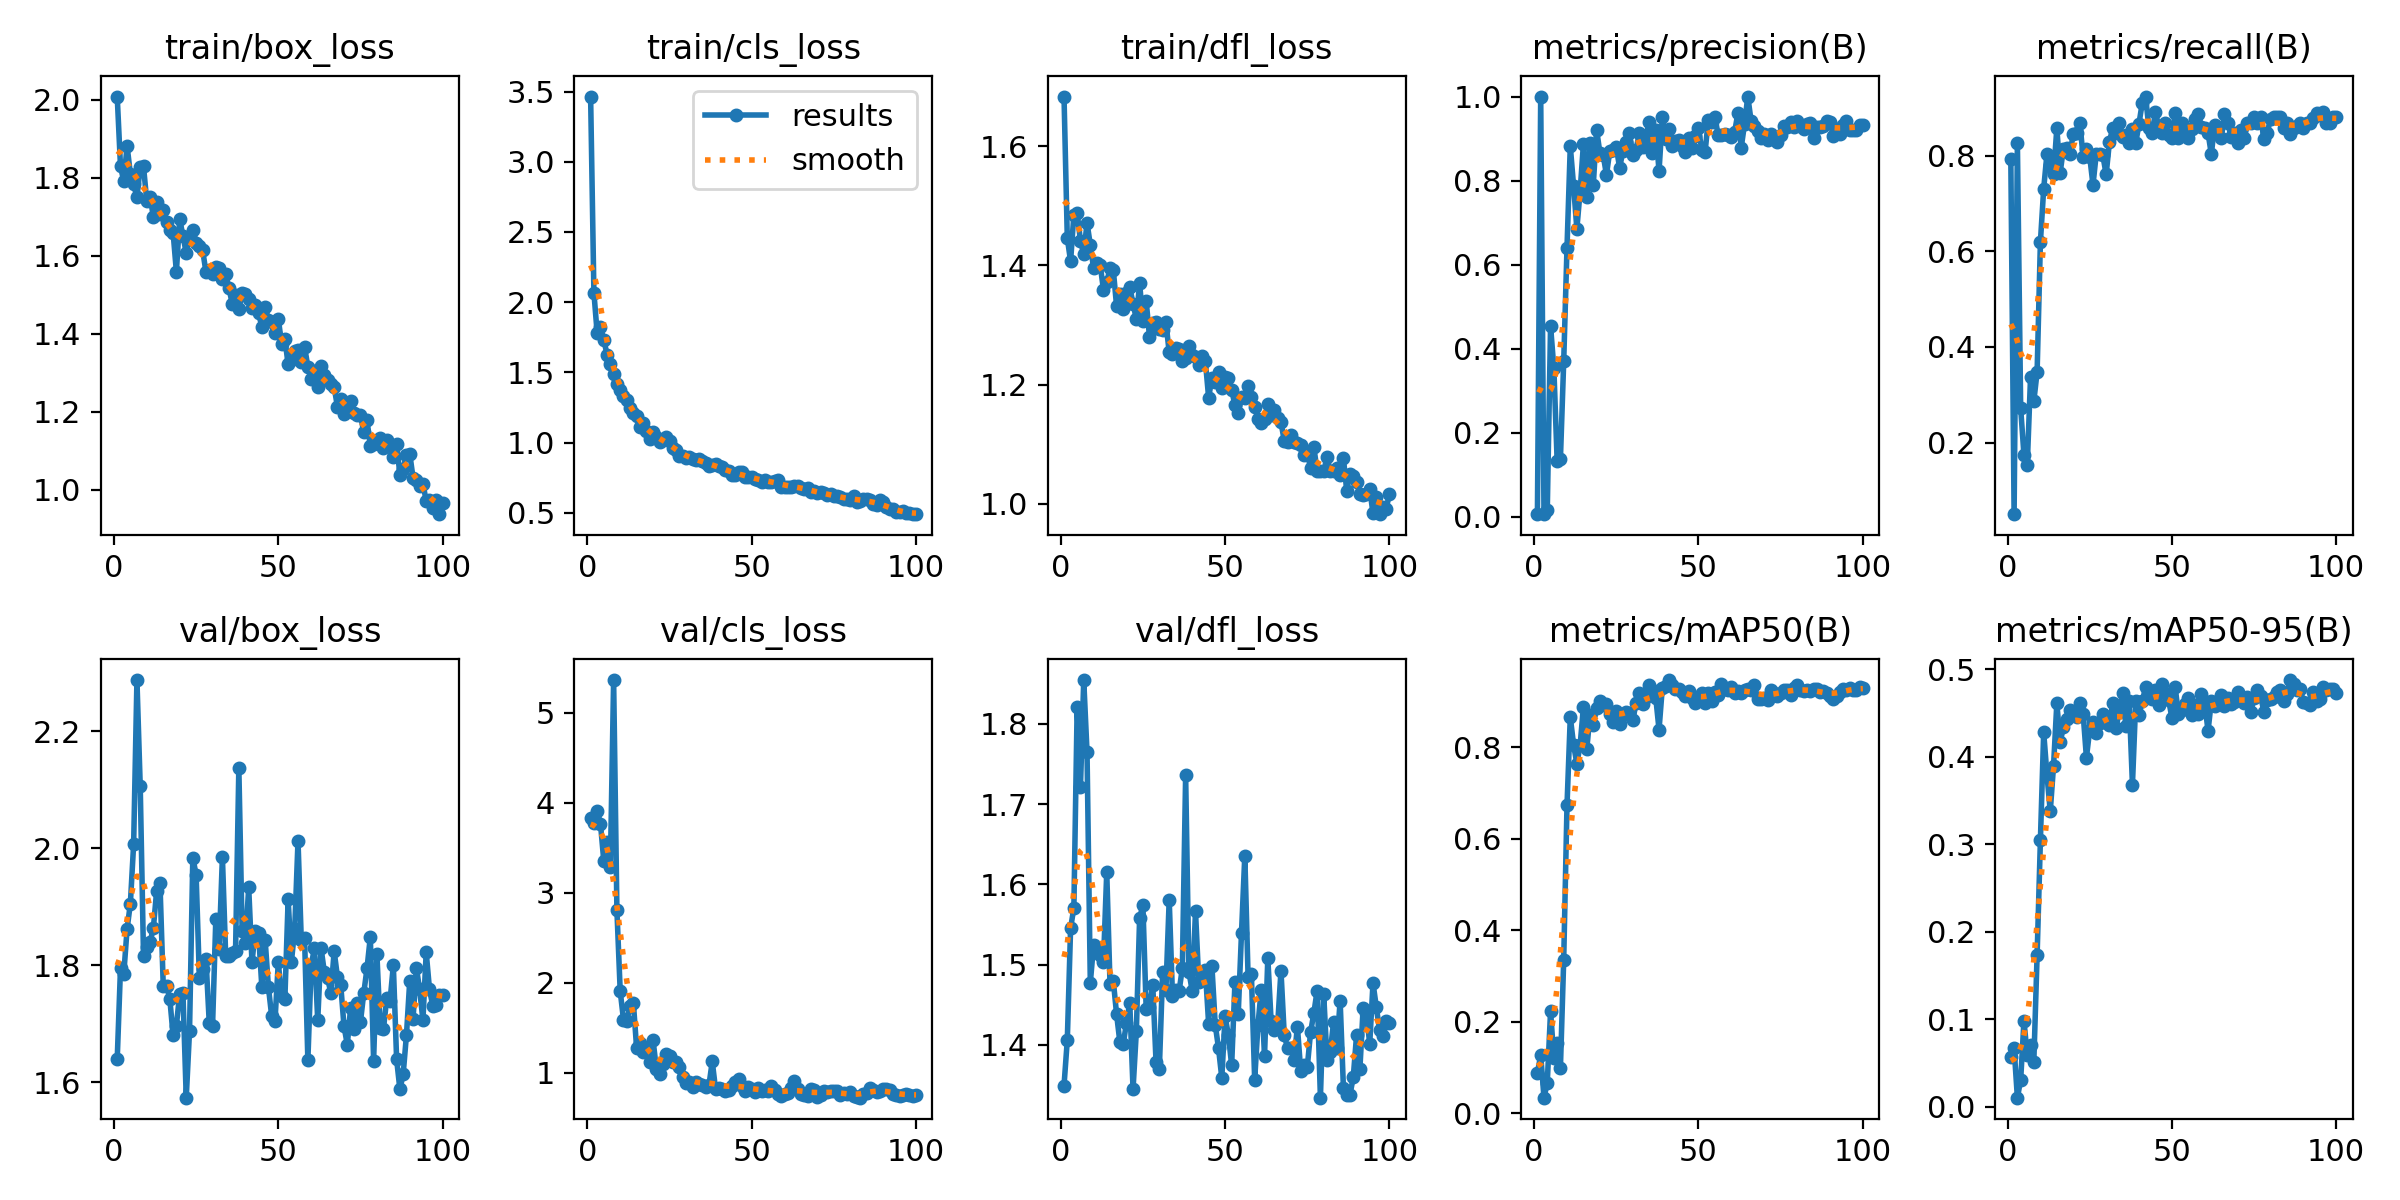 train/box_loss
2.0
1.8
1.6
1.4
1.2
1.0
0 50 100
train/cls_loss
results
smooth
3.5
3.0
2.5
2.0
1.5
1.0
0.5
0 50 100
train/dfl_loss
1.6
1.4
1.2
1.0
0 50 100
metrics/precision(B)
1.0
0.8
0.6
0.4
0.2
0.0
0 50 100
metrics/recall(B)
0.8
0.6
0.4
0.2
0 50 100
val/box_loss
2.2
2.0
1.8
1.6
0 50 100
val/cls_loss
5
4
3
2
1
0 50 100
val/dfl_loss
1.8
1.7
1.6
1.5
1.4
0 50 100
metrics/mAP50(B)
0.8
0.6
0.4
0.2
0.0
0 50 100
metrics/mAP50-95(B)
0.5
0.4
0.3
0.2
0.1
0.0
0 50 100